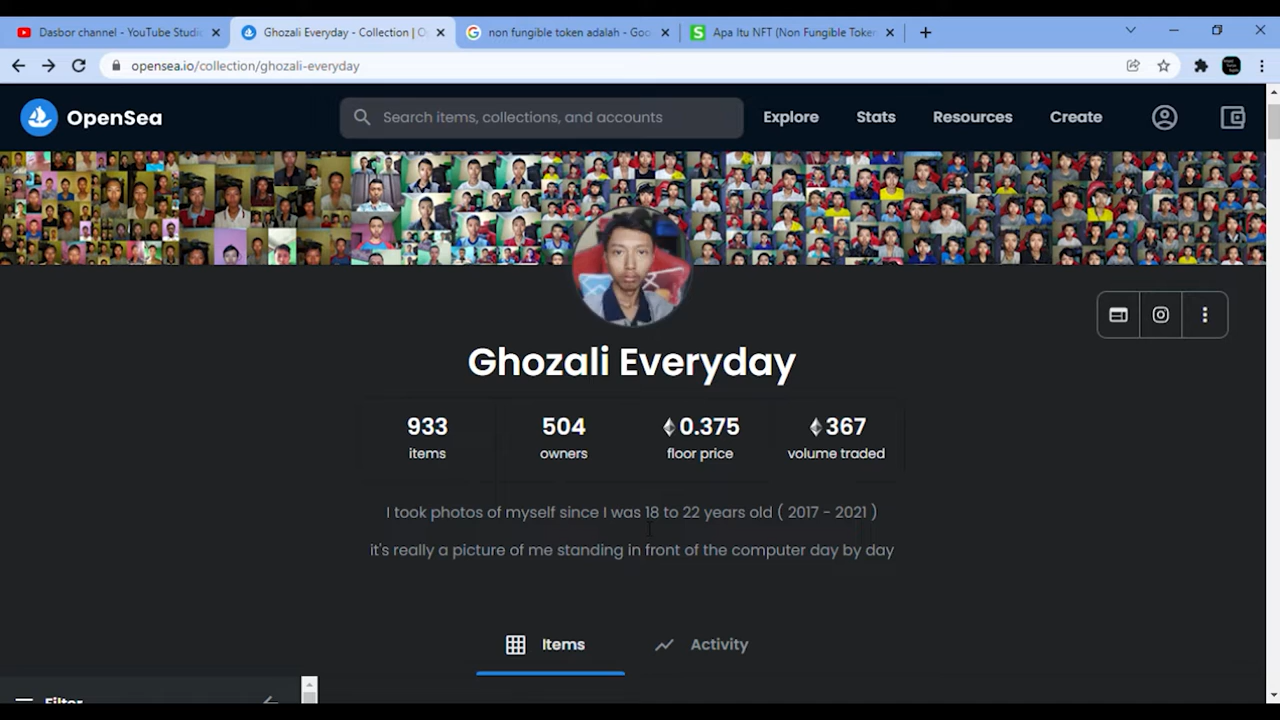 Dasbor channel - YouTube Studio
Ghozali Everyday - Collection | O
non fungible token adalah - Goo
Apa Itu NFT (Non Fungible Token
opensea.io/collection/ghozali-everyday
OpenSea
Search items, collections, and accounts
Explore
Stats
Resources
Create
Ghozali Everyday
933
504
0.375
367
items
owners
floor price
volume traded
I took photos of myself since I was 18 to 22 years old ( 2017 - 2021 )
it's really a picture of me standing in front of the computer day by day
Items
Activity
Filter